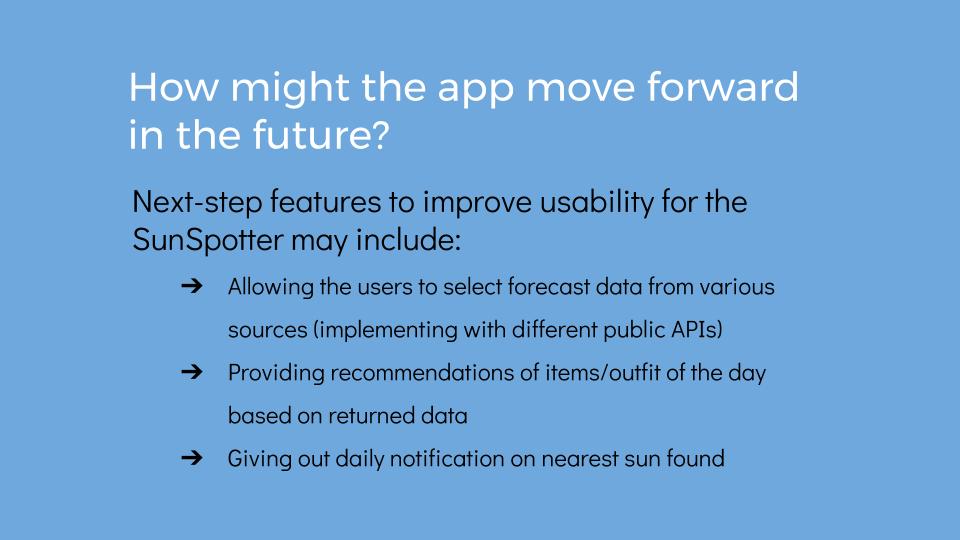 How might the app move forward
in the future?
Next-step features to improve usability for the
SunSpotter may include:
➔ Allowing the users to select forecast data from various
sources (implementing with different public APIs)
➔ Providing recommendations of items/outfit of the day
based on returned data
➔ Giving out daily notification on nearest sun found